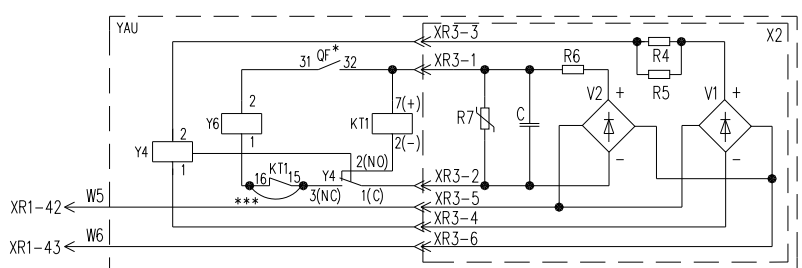 YAU
XR3-3
X2
31 QF* 32
XR3-1
R6
R4
R5
2
7(+)
V2 +
V1 +
Y6
KT1
R7
C
Y4
2
1
2(-)
1
2(NO)
–
–
KT1
16 15
Y4
XR3-2
***
3(NC)
1(C)
XR1-42
W5
XR3-5
XR3-4
XR1-43
W6
XR3-6